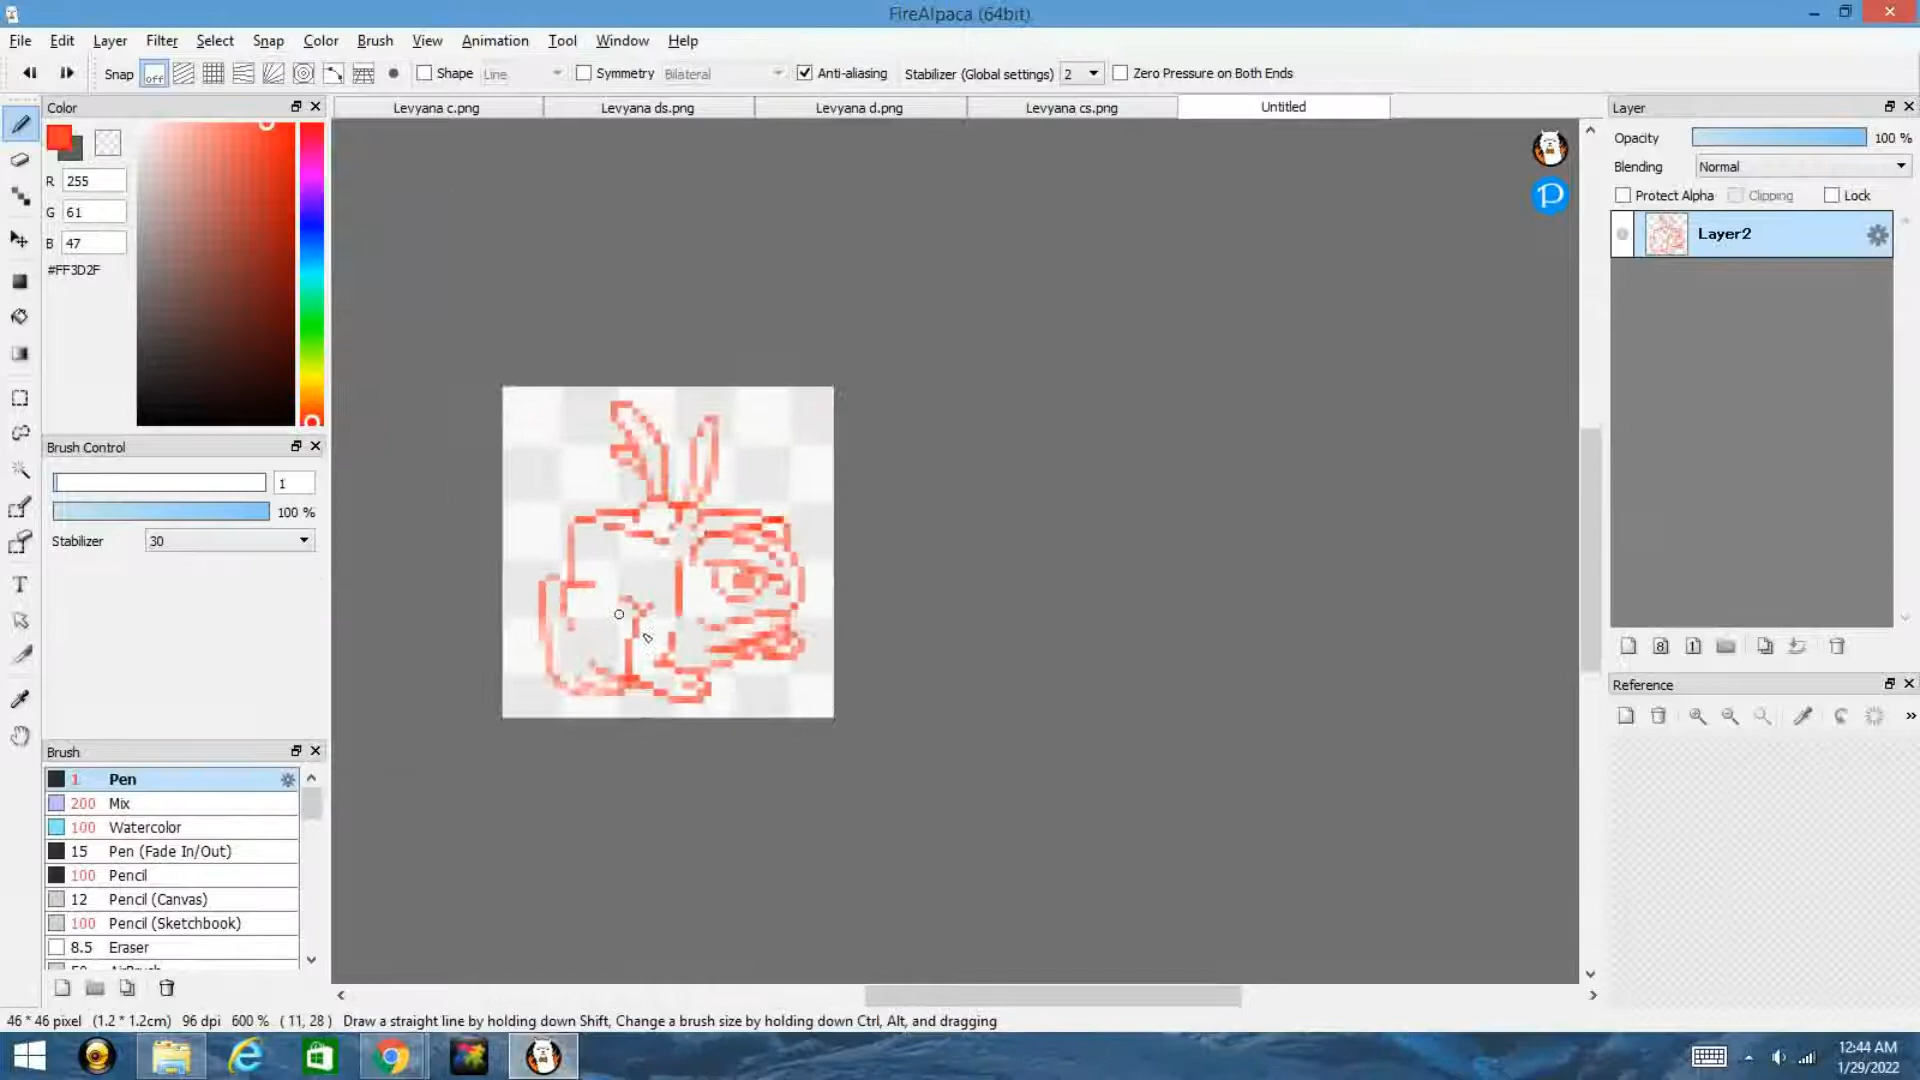 FireAlpaca (64bit)
File Edit Layer Filter Select Snap Color Brush View Animation Tool Window Help
Snap off Shape Line Symmetry Bilateral Anti-aliasing Stabilizer (Global settings) 2 Zero Pressure on Both Ends
Color
Levyana c.png Levyana ds.png Levyana d.png Levyana cs.png Untitled
Layer
Opacity 100 %
Blending Normal
Protect Alpha Clipping Lock
Layer2
R 255
G 61
B 47
#FF3D2F
Brush Control
1
100 %
Stabilizer 30
8 1
Reference
Brush
1 Pen
200 Mix
100 Watercolor
15 Pen (Fade In/Out)
100 Pencil
12 Pencil (Canvas)
100 Pencil (Sketchbook)
8.5 Eraser
50 AirBrush
46 * 46 pixel (1.2 * 1.2cm) 96 dpi 600 % ( 11, 28 ) Draw a straight line by holding down Shift, Change a brush size by holding down Ctrl, Alt, and dragging
12:44 AM
1/29/2022